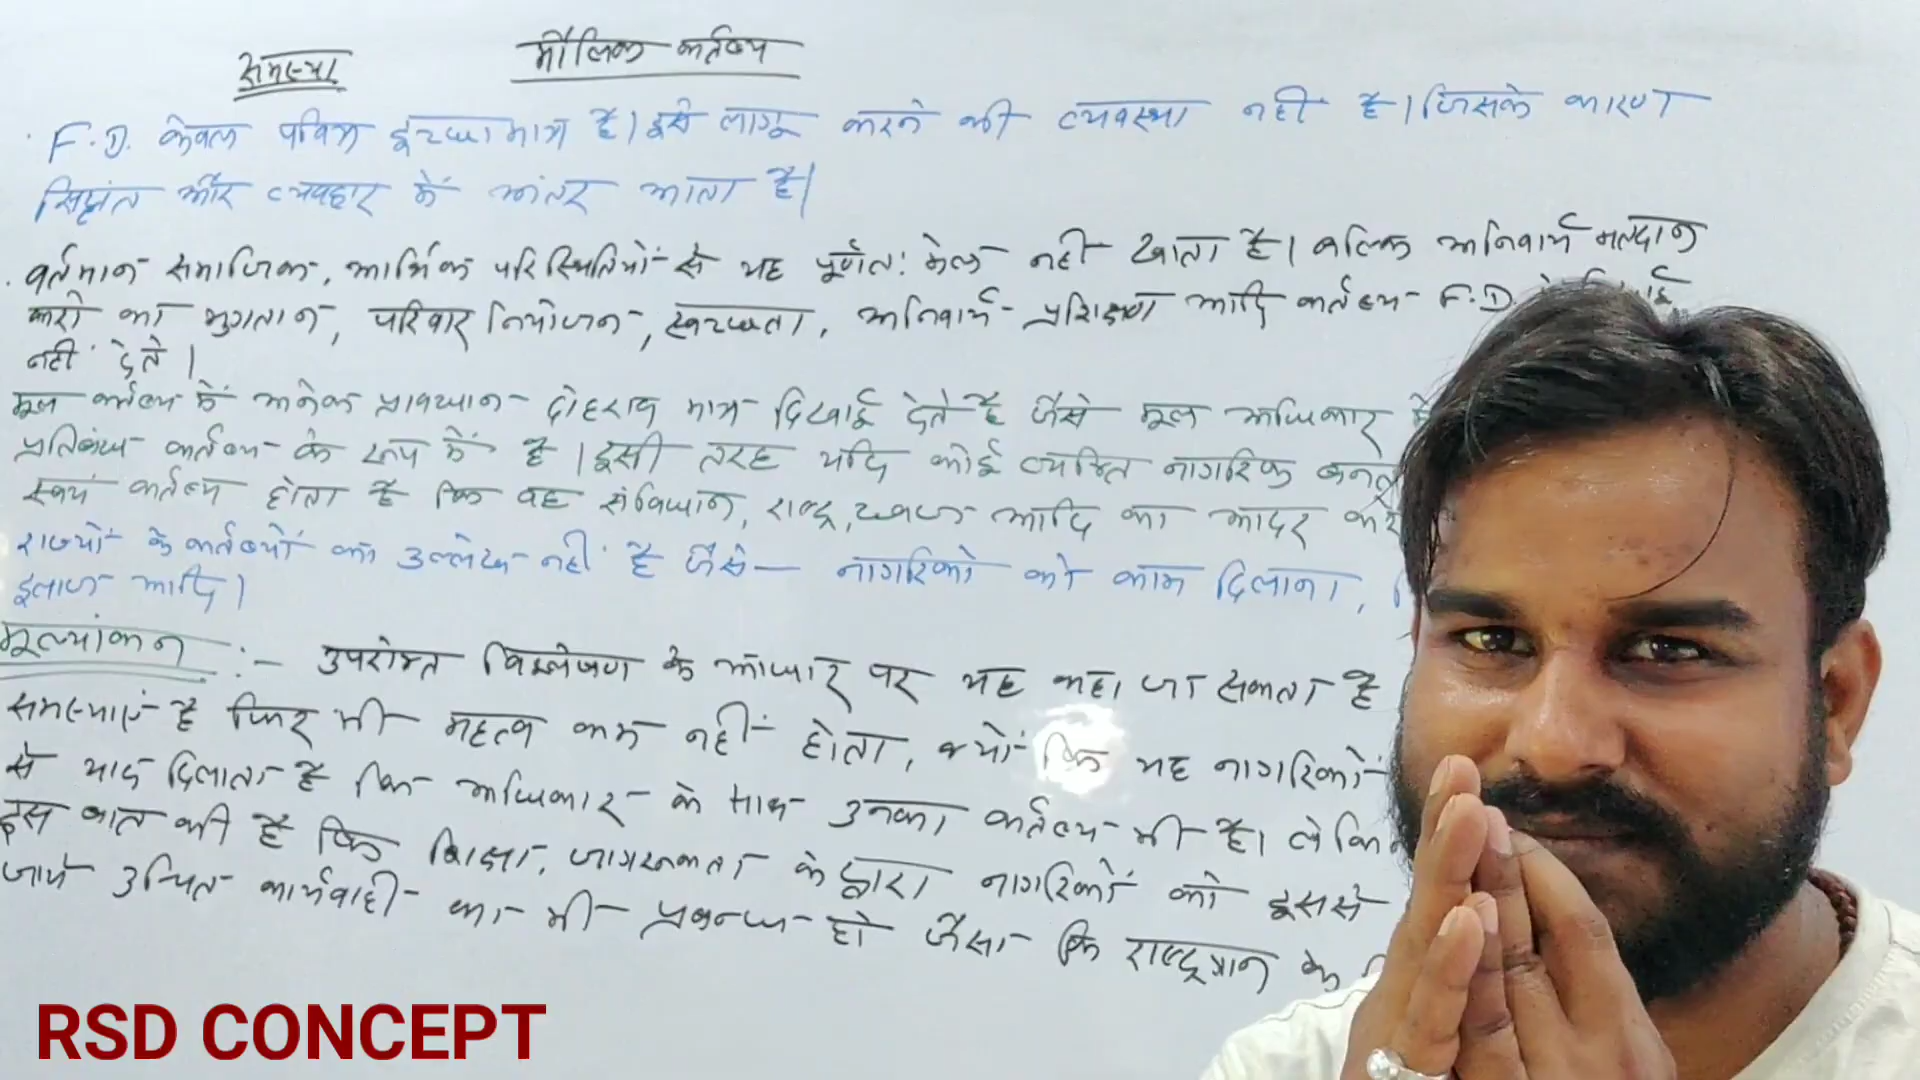 समस्या
मौलिक कर्तव्य
F.D. केवल पवित्र इच्छा मात्र है। इसे लागू करने की व्यवस्था नहीं है। जिसके कारण
सिद्धांत और व्यवहार में अंतर आता है।
वर्तमान समाजिक, आर्थिक परिस्थितियों से यह पूर्णत: मेल नहीं खाता है। बल्कि अनिवार्य मतदान
करों का भुगतान, परिवार नियोजन, स्वच्छता, अनिवार्य प्रशिक्षण आदि कर्तव्य F.D.
नहीं देते।
मूल कर्तव्य में अनेक प्रावधान दोहराव मात्र दिखाई देते है जैसे मूल अधिकार
प्रतिबंध कर्तव्य के रूप में है। इसी तरह यदि कोई व्यक्ति नागरिक
स्वयं कर्तव्य होता है कि वह संविधान, राष्ट्र, ध्वज आदि का आदर करे
राज्यों के कर्तव्यों का उल्लेख नहीं है जैसे— नागरिको को काम दिलाना,
इलाज आदि।
मूल्यांकन :- उपरोक्त विश्लेषण के आधार पर यह कहा जा सकता है
समस्याएं है फिर भी महत्व कम नहीं होता, क्यों कि यह नागरिकों
से याद दिलाता है कि अधिकार के साथ उनका कर्तव्य भी है।
इस बात की है कि शिक्षा, जागरूकता के द्वारा नागरिकों को इससे
जाये उचित कार्यवाही का भी प्रबन्ध हो जैसा कि राष्ट्रगान के
RSD CONCEPT